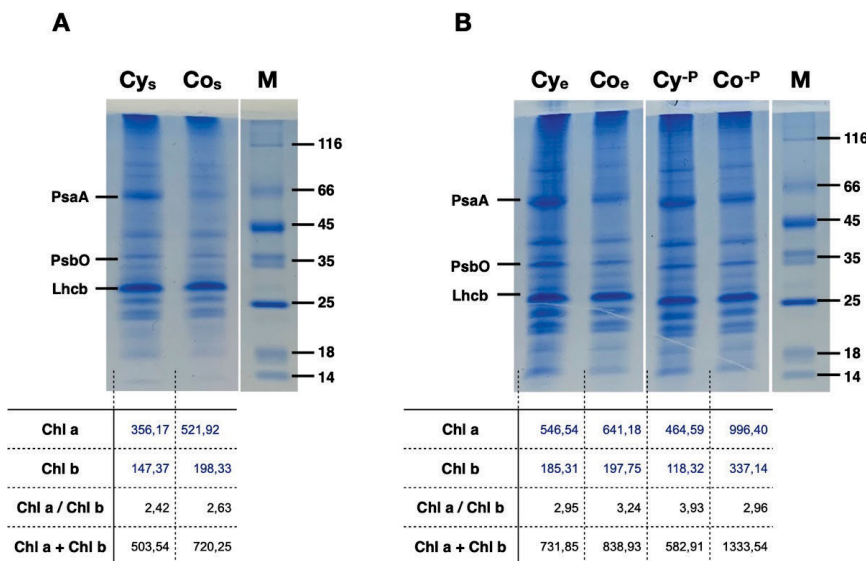 A
B
Cys Cos M
Cye Coe Cy-P Co-P M
PsaA
PsbO
Lhcb
116
66
45
35
25
18
14
PsaA
PsbO
Lhcb
116
66
45
35
25
18
14
Chl a 356,17 521,92
Chl b 147,37 198,33
Chl a / Chl b 2,42 2,63
Chl a + Chl b 503,54 720,25
Chl a 546,54 641,18 464,59 996,40
Chl b 185,31 197,75 118,32 337,14
Chl a / Chl b 2,95 3,24 3,93 2,96
Chl a + Chl b 731,85 838,93 582,91 1333,54